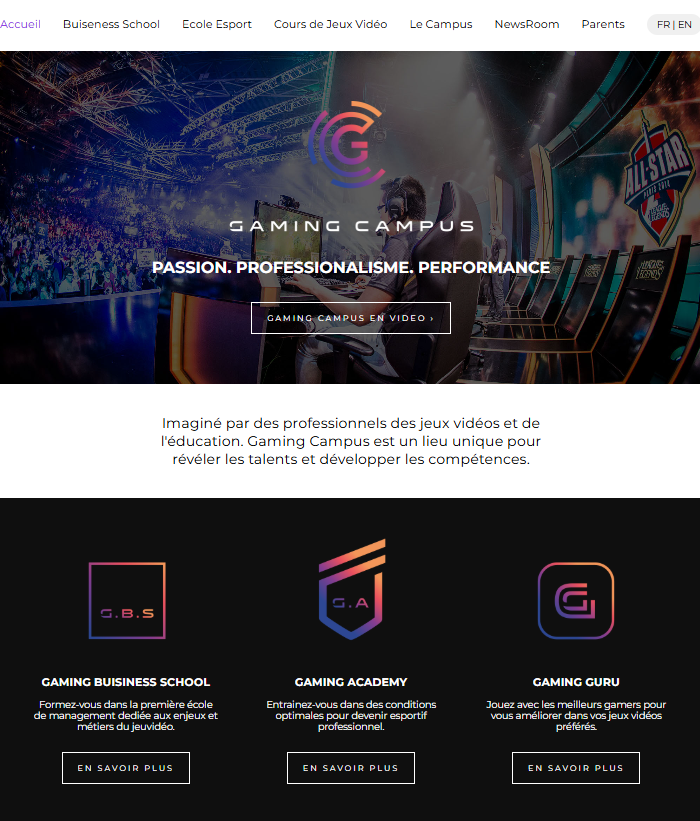 Accueil Buiseness School Ecole Esport Cours de Jeux Vidéo Le Campus NewsRoom Parents FR | EN
ALL★STAR
PARIS 2018
LEAGUE
LEGENDS
GAMING CAMPUS
PASSION. PROFESSIONALISME. PERFORMANCE
GAMING CAMPUS EN VIDEO ›
Imaginé par des professionnels des jeux vidéos et de
l'éducation. Gaming Campus est un lieu unique pour
révéler les talents et développer les compétences.
G.B.S
G.A
GAMING BUISINESS SCHOOL
GAMING ACADEMY
GAMING GURU
Formez-vous dans la première école
de management dediée aux enjeux et
métiers du jeuvidéo.
Entrainez-vous dans des conditions
optimales pour devenir esportif
professionnel.
Jouez avec les meilleurs gamers pour
vous améliorer dans vos jeux vidéos
préférés.
EN SAVOIR PLUS
EN SAVOIR PLUS
EN SAVOIR PLUS